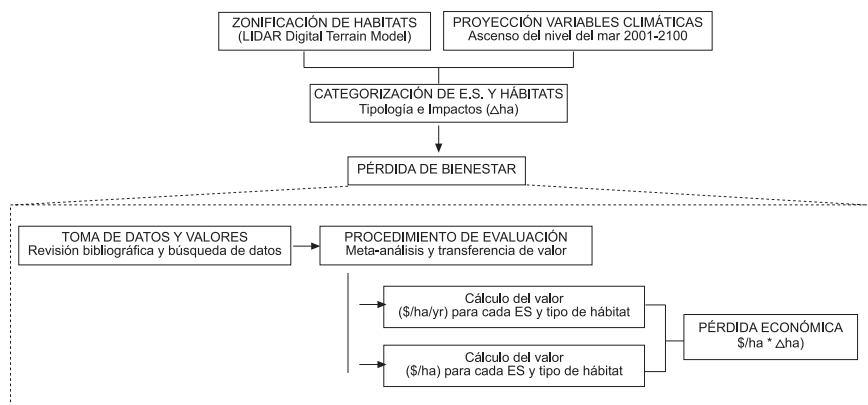 ZONIFICACIÓN DE HABITATS
(LIDAR Digital Terrain Model)
PROYECCIÓN VARIABLES CLIMÁTICAS
Ascenso del nivel del mar 2001-2100
CATEGORIZACIÓN DE E.S. Y HÁBITATS
Tipología e Impactos (△ha)
PÉRDIDA DE BIENESTAR
TOMA DE DATOS Y VALORES
Revisión bibliográfica y búsqueda de datos
PROCEDIMIENTO DE EVALUACIÓN
Meta-análisis y transferencia de valor
Cálculo del valor
($/ha/yr) para cada ES y tipo de hábitat
Cálculo del valor
($/ha) para cada ES y tipo de hábitat
PÉRDIDA ECONÓMICA
$/ha * △ha)